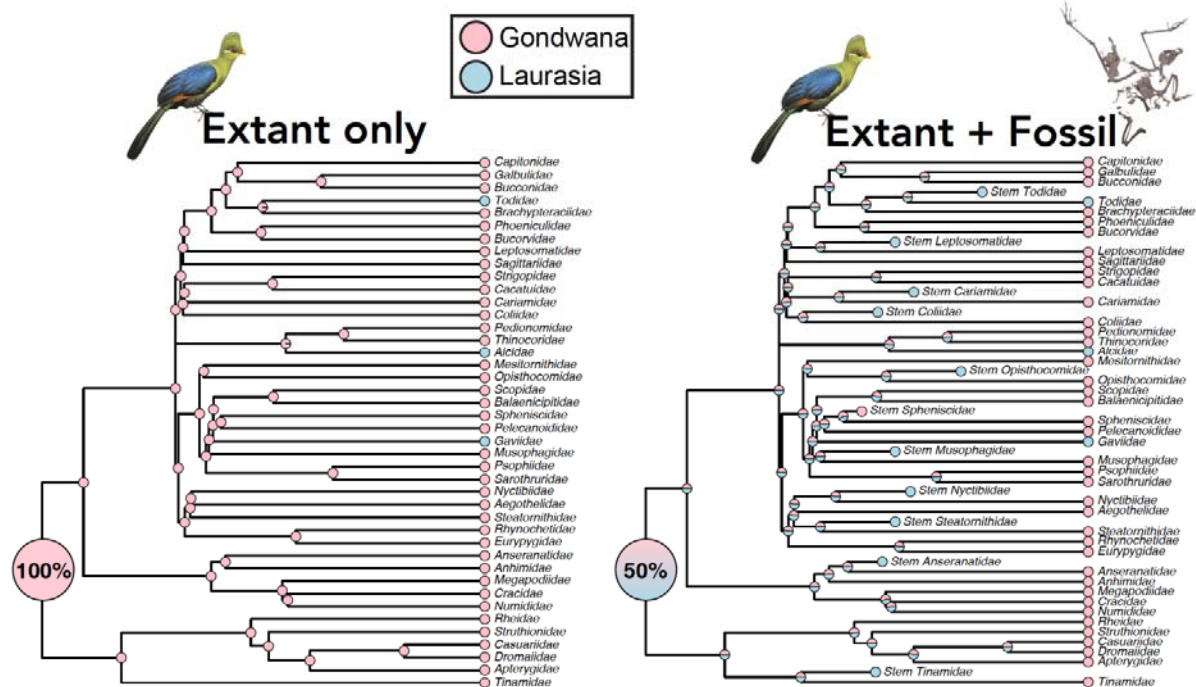 Gondwana
Laurasia
Extant only
Capitonidae
Galbulidae
Bucconidae
Todidae
Brachypteraciidae
Phoeniculidae
Bucorvidae
Leptosomatidae
Sagittariidae
Strigopidae
Cacatuidae
Cariamidae
Coliidae
Pedionomidae
Thinocoridae
Alcidae
Mesitornithidae
Opisthocomidae
Scopidae
Balaenicipitidae
Spheniscidae
Pelecanoididae
Gaviidae
Musophagidae
Psophiidae
Sarothruridae
Nyctibiidae
Aegothelidae
Steatornithidae
Rhynochetidae
Eurypygidae
Anseranatidae
Anhimidae
Megapodiidae
Cracidae
Numididae
Rheidae
Struthionidae
Casuariidae
Dromaiidae
Apterygidae
Tinamidae
100%
Extant + Fossil
Capitonidae
Galbulidae
Bucconidae
Stem Todidae
Todidae
Brachypteraciidae
Phoeniculidae
Bucorvidae
Stem Leptosomatidae
Leptosomatidae
Sagittariidae
Strigopidae
Cacatuidae
Stem Cariamidae
Cariamidae
Stem Coliidae
Coliidae
Pedionomidae
Thinocoridae
Alcidae
Mesitornithidae
Stem Opisthocomidae
Opisthocomidae
Scopidae
Balaenicipitidae
Stem Spheniscidae
Spheniscidae
Pelecanoididae
Gaviidae
Stem Musophagidae
Musophagidae
Psophiidae
Sarothruridae
Stem Nyctibiidae
Nyctibiidae
Aegothelidae
Stem Steatornithidae
Steatornithidae
Rhynochetidae
Eurypygidae
Stem Anseranatidae
Anseranatidae
Anhimidae
Megapodiidae
Cracidae
Numididae
Rheidae
Struthionidae
Casuariidae
Dromaiidae
Apterygidae
Stem Tinamidae
Tinamidae
50%